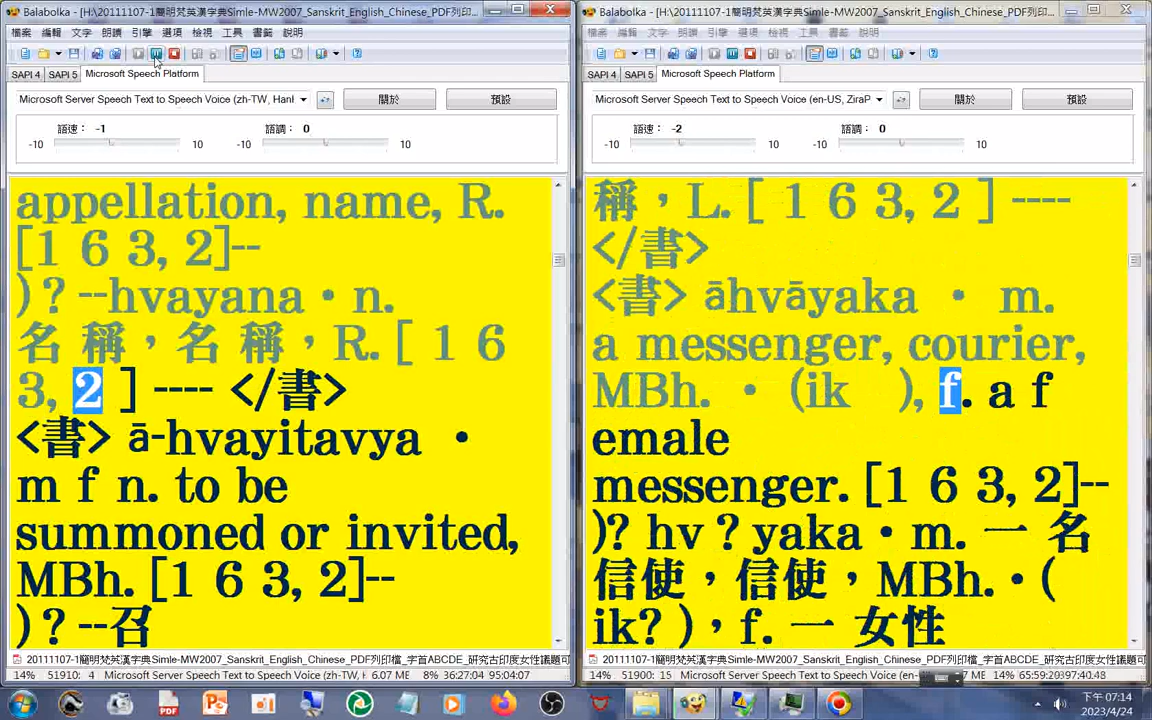 Balabolka - [H:\20111107-1簡明梵英漢字典Simle-MW2007_Sanskrit_English_Chinese_PDF列印...
檔案 編輯 文字 朗讀 引擎 選項 檢視 工具 書籤 說明
SAPI 4 SAPI 5 Microsoft Speech Platform
Microsoft Server Speech Text to Speech Voice (zh-TW, Hanl 關於 預設
語速： -1 語調： 0
-10 10 -10 10
appellation, name, R.
[1 6 3, 2]--
)? --hvayana • n.
名 稱，名 稱，R. [ 1 6
3, 2 ] ---- </書>
<書> ā-hvayitavya •
m f n. to be
summoned or invited,
MBh. [1 6 3, 2]--
)? --召
20111107-1簡明梵英漢字典Simle-MW2007_Sanskrit_English_Chinese_PDF列印檔_字首ABCDE_研究古印度女性議題可
14% 51910: 4 Microsoft Server Speech Text to Speech Voice (zh-TW, H 6.07 MB 8% 36:27:04 95:04:07
Balabolka - [H:\20111107-1簡明梵英漢字典Simle-MW2007_Sanskrit_English_Chinese_PDF列印...
檔案 編輯 文字 朗讀 引擎 選項 檢視 工具 書籤 說明
SAPI 4 SAPI 5 Microsoft Speech Platform
Microsoft Server Speech Text to Speech Voice (en-US, ZiraP 關於 預設
語速： -2 語調： 0
-10 10 -10 10
稱，L. [ 1 6 3, 2 ] ----
</書>
<書> āhvāyaka • m.
a messenger, courier,
MBh. • (ik ), f. a f
emale
messenger. [1 6 3, 2]--
)? hv ? yaka • m. 一 名
信使，信使，MBh. • (
ik? )，f. 一 女性
20111107-1簡明梵英漢字典Simle-MW2007_Sanskrit_English_Chinese_PDF列印檔_字首ABCDE_研究古印度女性議題可
14% 51900: 15 Microsoft Server Speech Text to Speech Voice 14% 65:59:20
下午 07:14
2023/4/24